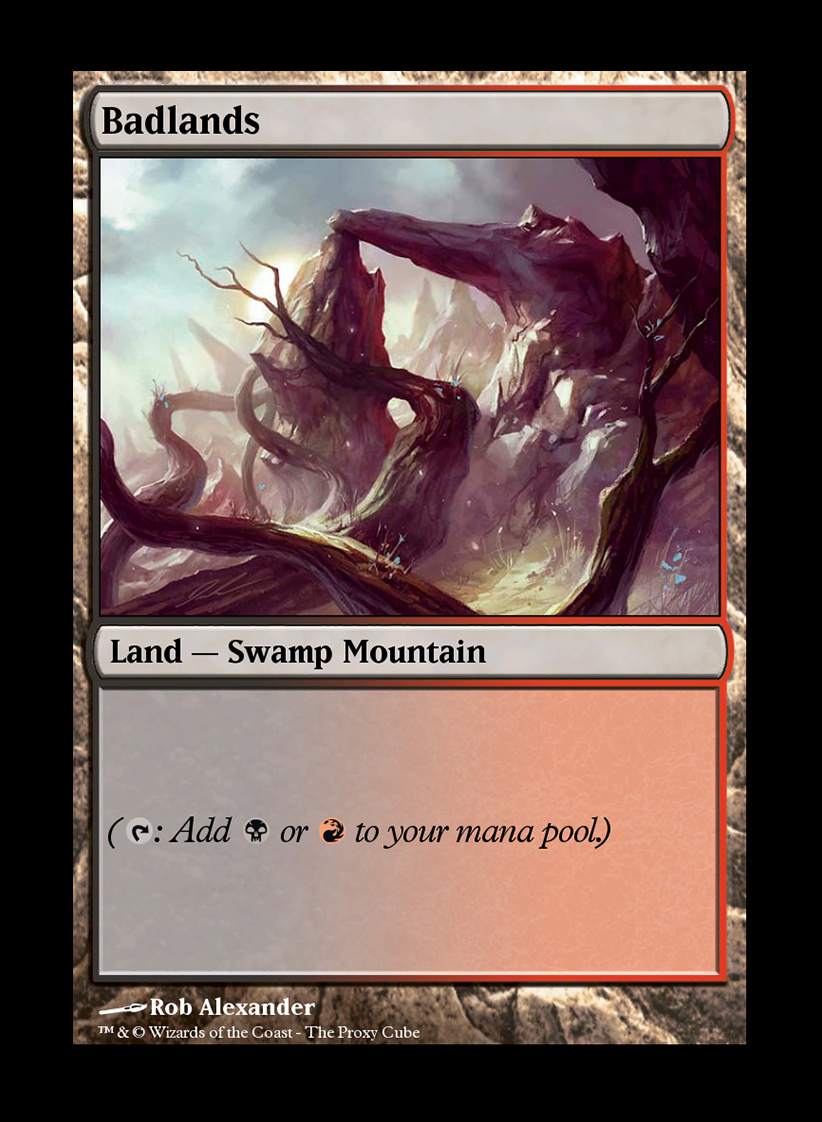 Badlands
Land — Swamp Mountain
( : Add or to your mana pool.)
Rob Alexander
™ & © Wizards of the Coast - The Proxy Cube